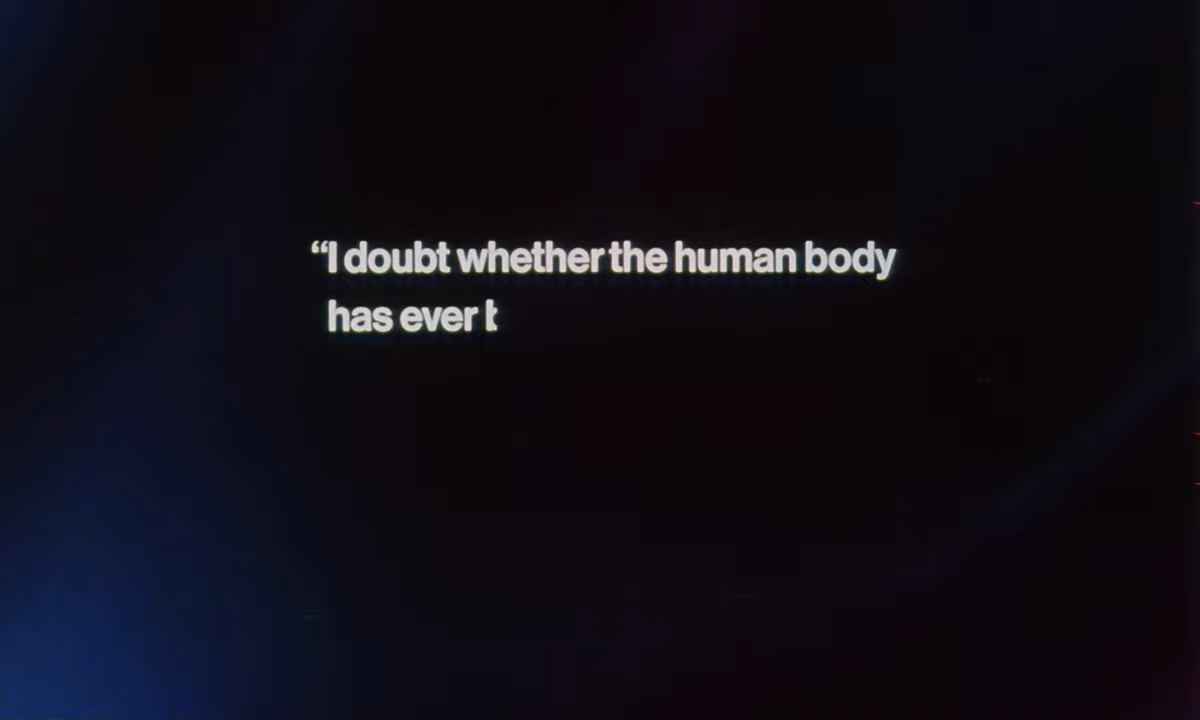 “I doubt whether the human body
has ever